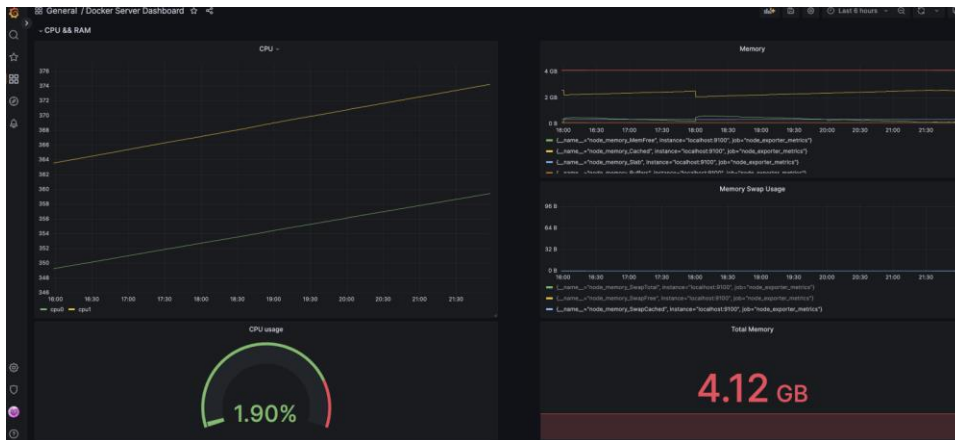 General / Docker Server Dashboard
Last 6 hours
CPU && RAM
CPU
376
374
372
370
368
366
364
362
360
358
356
354
352
350
348
346
16:00 16:30 17:00 17:30 18:00 18:30 19:00 19:30 20:00 20:30 21:00 21:30
cpu0 cpu1
CPU usage
1.90%
Memory
4 GB
2 GB
0 B
16:00 16:30 17:00 17:30 18:00 18:30 19:00 19:30 20:00 20:30 21:00 21:30
{__name__="node_memory_MemFree", instance="localhost:9100", job="node_exporter_metrics"}
{__name__="node_memory_Cached", instance="localhost:9100", job="node_exporter_metrics"}
{__name__="node_memory_Slab", instance="localhost:9100", job="node_exporter_metrics"}
{__name__="node_memory_Buffers", instance="localhost:9100", job="node_exporter_metrics"}
Memory Swap Usage
96 B
64 B
32 B
0 B
16:00 16:30 17:00 17:30 18:00 18:30 19:00 19:30 20:00 20:30 21:00 21:30
{__name__="node_memory_SwapTotal", instance="localhost:9100", job="node_exporter_metrics"}
{__name__="node_memory_SwapFree", instance="localhost:9100", job="node_exporter_metrics"}
{__name__="node_memory_SwapCached", instance="localhost:9100", job="node_exporter_metrics"}
Total Memory
4.12 GB